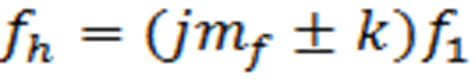 f_h = (jm_f ± k)f_1